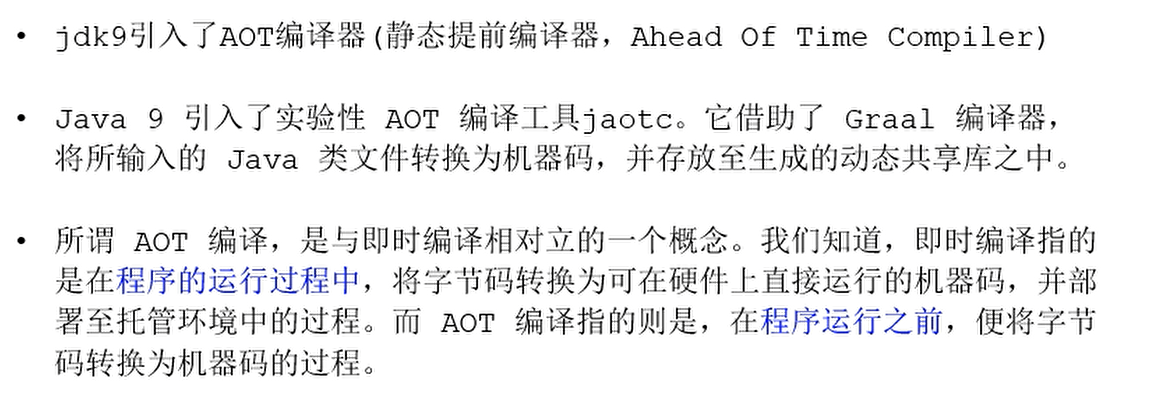 • jdk9引入了AOT编译器(静态提前编译器，Ahead Of Time Compiler)
• Java 9 引入了实验性 AOT 编译工具jaotc。它借助了 Graal 编译器，
将所输入的 Java 类文件转换为机器码，并存放至生成的动态共享库之中。
• 所谓 AOT 编译，是与即时编译相对立的一个概念。我们知道，即时编译指的
是在程序的运行过程中，将字节码转换为可在硬件上直接运行的机器码，并部
署至托管环境中的过程。而 AOT 编译指的则是，在程序运行之前，便将字节
码转换为机器码的过程。